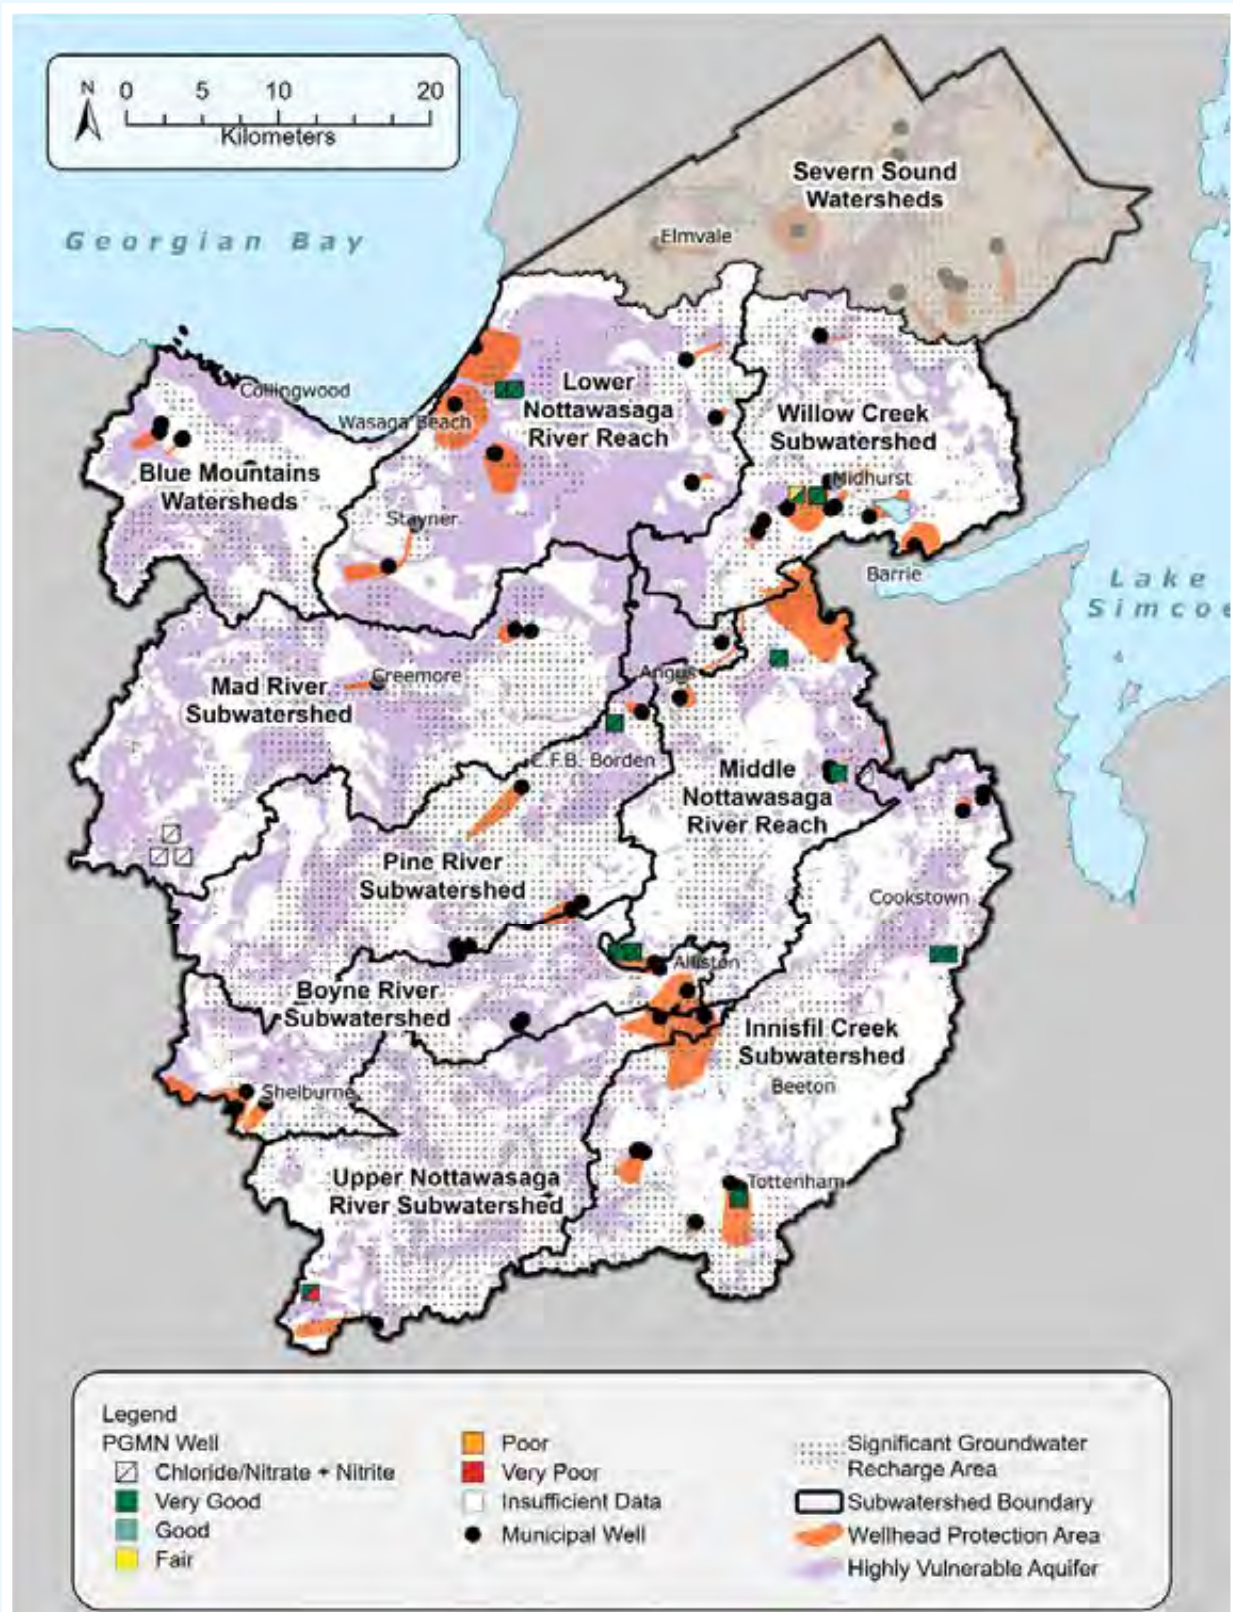 N
0 5 10 20
Kilometers
Georgian Bay
Severn Sound
Watersheds
Elmvale
Collingwood
Wasaga Beach
Lower
Nottawasaga
River Reach
Willow Creek
Subwatershed
Midhurst
Blue Mountains
Watersheds
Stayner
Barrie
Lake
Simcoe
Mad River
Subwatershed
Creemore
Angus
C.F.B. Borden
Middle
Nottawasaga
River Reach
Pine River
Subwatershed
Cookstown
Alliston
Boyne River
Subwatershed
Innisfil Creek
Subwatershed
Beeton
Shelburne
Upper Nottawasaga
River Subwatershed
Tottenham
Legend
PGMN Well
Chloride/Nitrate + Nitrite
Very Good
Good
Fair
Poor
Very Poor
Insufficient Data
Municipal Well
Significant Groundwater
Recharge Area
Subwatershed Boundary
Wellhead Protection Area
Highly Vulnerable Aquifer